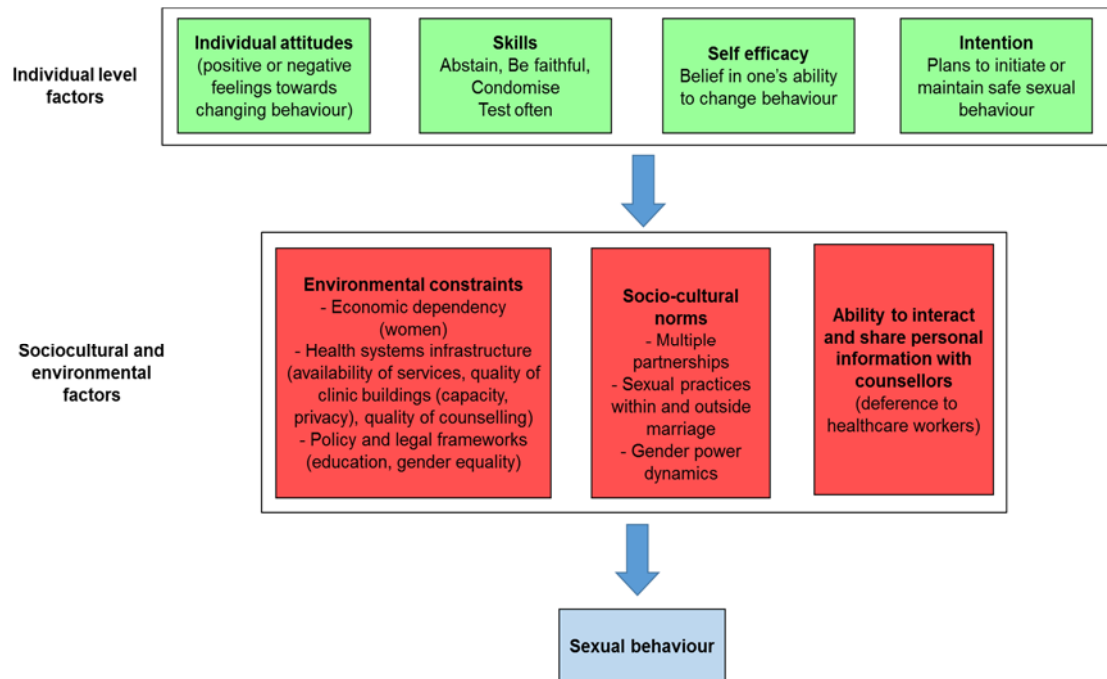 Individual level
factors
Individual attitudes
(positive or negative
feelings towards
changing behaviour)
Skills
Abstain, Be faithful,
Condomise
Test often
Self efficacy
Belief in one's ability
to change behaviour
Intention
Plans to initiate or
maintain safe sexual
behaviour
Sociocultural and
environmental
factors
Environmental constraints
- Economic dependency
(women)
- Health systems infrastructure
(availability of services, quality of
clinic buildings (capacity,
privacy), quality of counselling)
- Policy and legal frameworks
(education, gender equality)
Socio-cultural
norms
- Multiple
partnerships
- Sexual practices
within and outside
marriage
- Gender power
dynamics
Ability to interact
and share personal
information with
counsellors
(deference to
healthcare workers)
Sexual behaviour